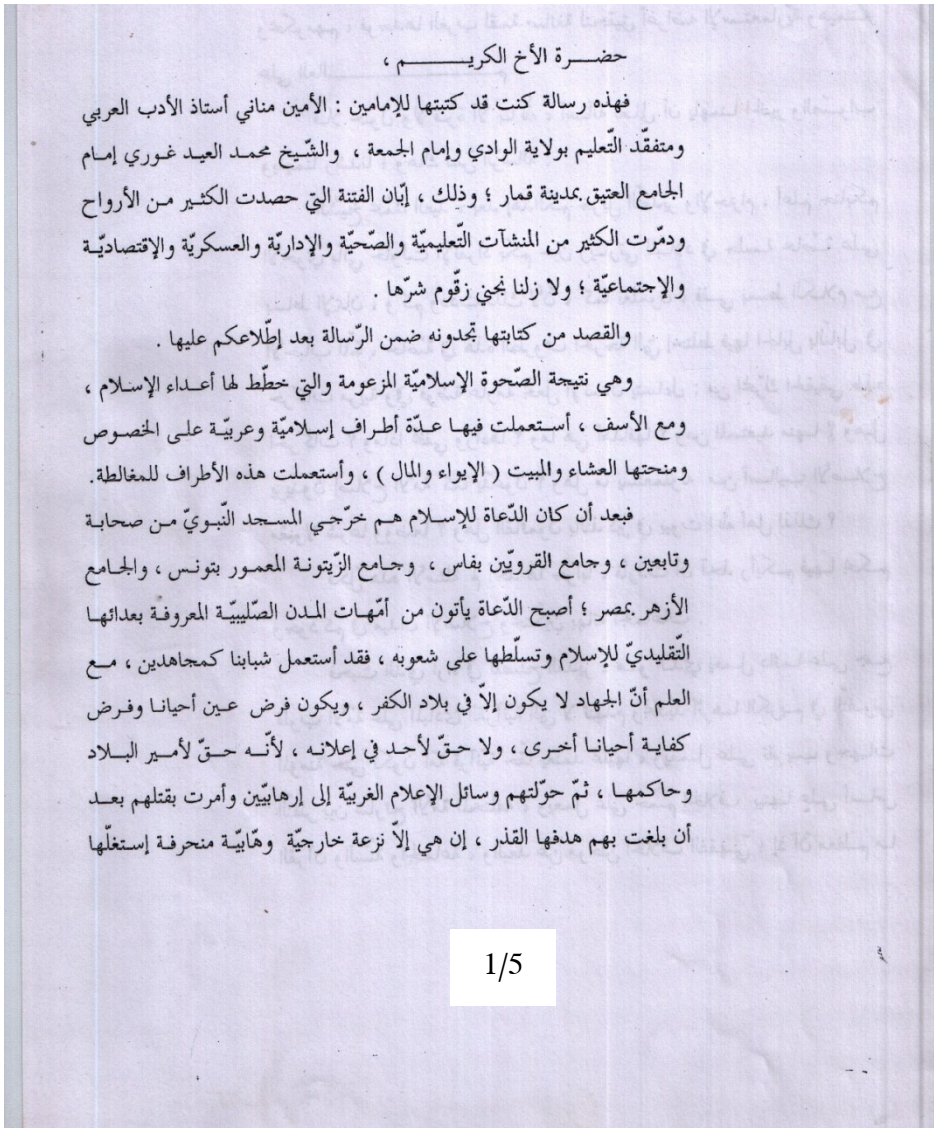 حضـــرة الأخ الكريـــــــــم ،
فهذه رسالة كنت قد كتبتها للإمامين : الأمين مناني أستاذ الأدب العربي
ومتفقّد التّعليم بولاية الوادي وإمام الجمعة ، والشّيخ محمد العيد غوري إمام
الجامع العتيق بمدينة قمار ؛ وذلك ، إبّان الفتنة التي حصدت الكثير من الأرواح
ودمّرت الكثير من المنشآت التّعليميّة والصّحيّة والإداريّة والعسكريّة والإقتصاديّة
والإجتماعيّة ؛ ولا زلنا نجني زقّوم شرّها .
والقصد من كتابتها تجدونه ضمن الرّسالة بعد إطّلاعكم عليها .
وهي نتيجة الصّحوة الإسلاميّة المزعومة والتي خطّط لها أعداء الإسلام ،
ومع الأسف ، أستعملت فيها عدّة أطراف إسلاميّة وعربيّة على الخصوص
ومنحتها العشاء والمبيت ( الإيواء والمال ) ، وأستعملت هذه الأطراف للمغالطة.
فبعد أن كان الدّعاة للإسلام هم خرّجي المسجد النّبويّ من صحابة
وتابعين ، وجامع القرويّين بفاس ، وجامع الزّيتونة المعمور بتونس ، والجامع
الأزهر بمصر ؛ أصبح الدّعاة يأتون من أمّهات المدن الصّليبيّة المعروفة بعدائها
التّقليديّ للإسلام وتسلّطها على شعوبه ، فقد أستعمل شبابنا كمجاهدين ، مع
العلم أنّ الجهاد لا يكون إلاّ في بلاد الكفر ، ويكون فرض عين أحيانا وفرض
كفاية أحيانا أخرى ، ولا حقّ لأحد في إعلانه ، لأنّه حقّ لأمير البلاد
وحاكمها ، ثمّ حوّلتهم وسائل الإعلام الغربيّة إلى إرهابيّين وأمرت بقتلهم بعد
أن بلغت بهم هدفها القذر ، إن هي إلاّ نزعة خارجيّة وهّابيّة منحرفة إستغلّها
1/5